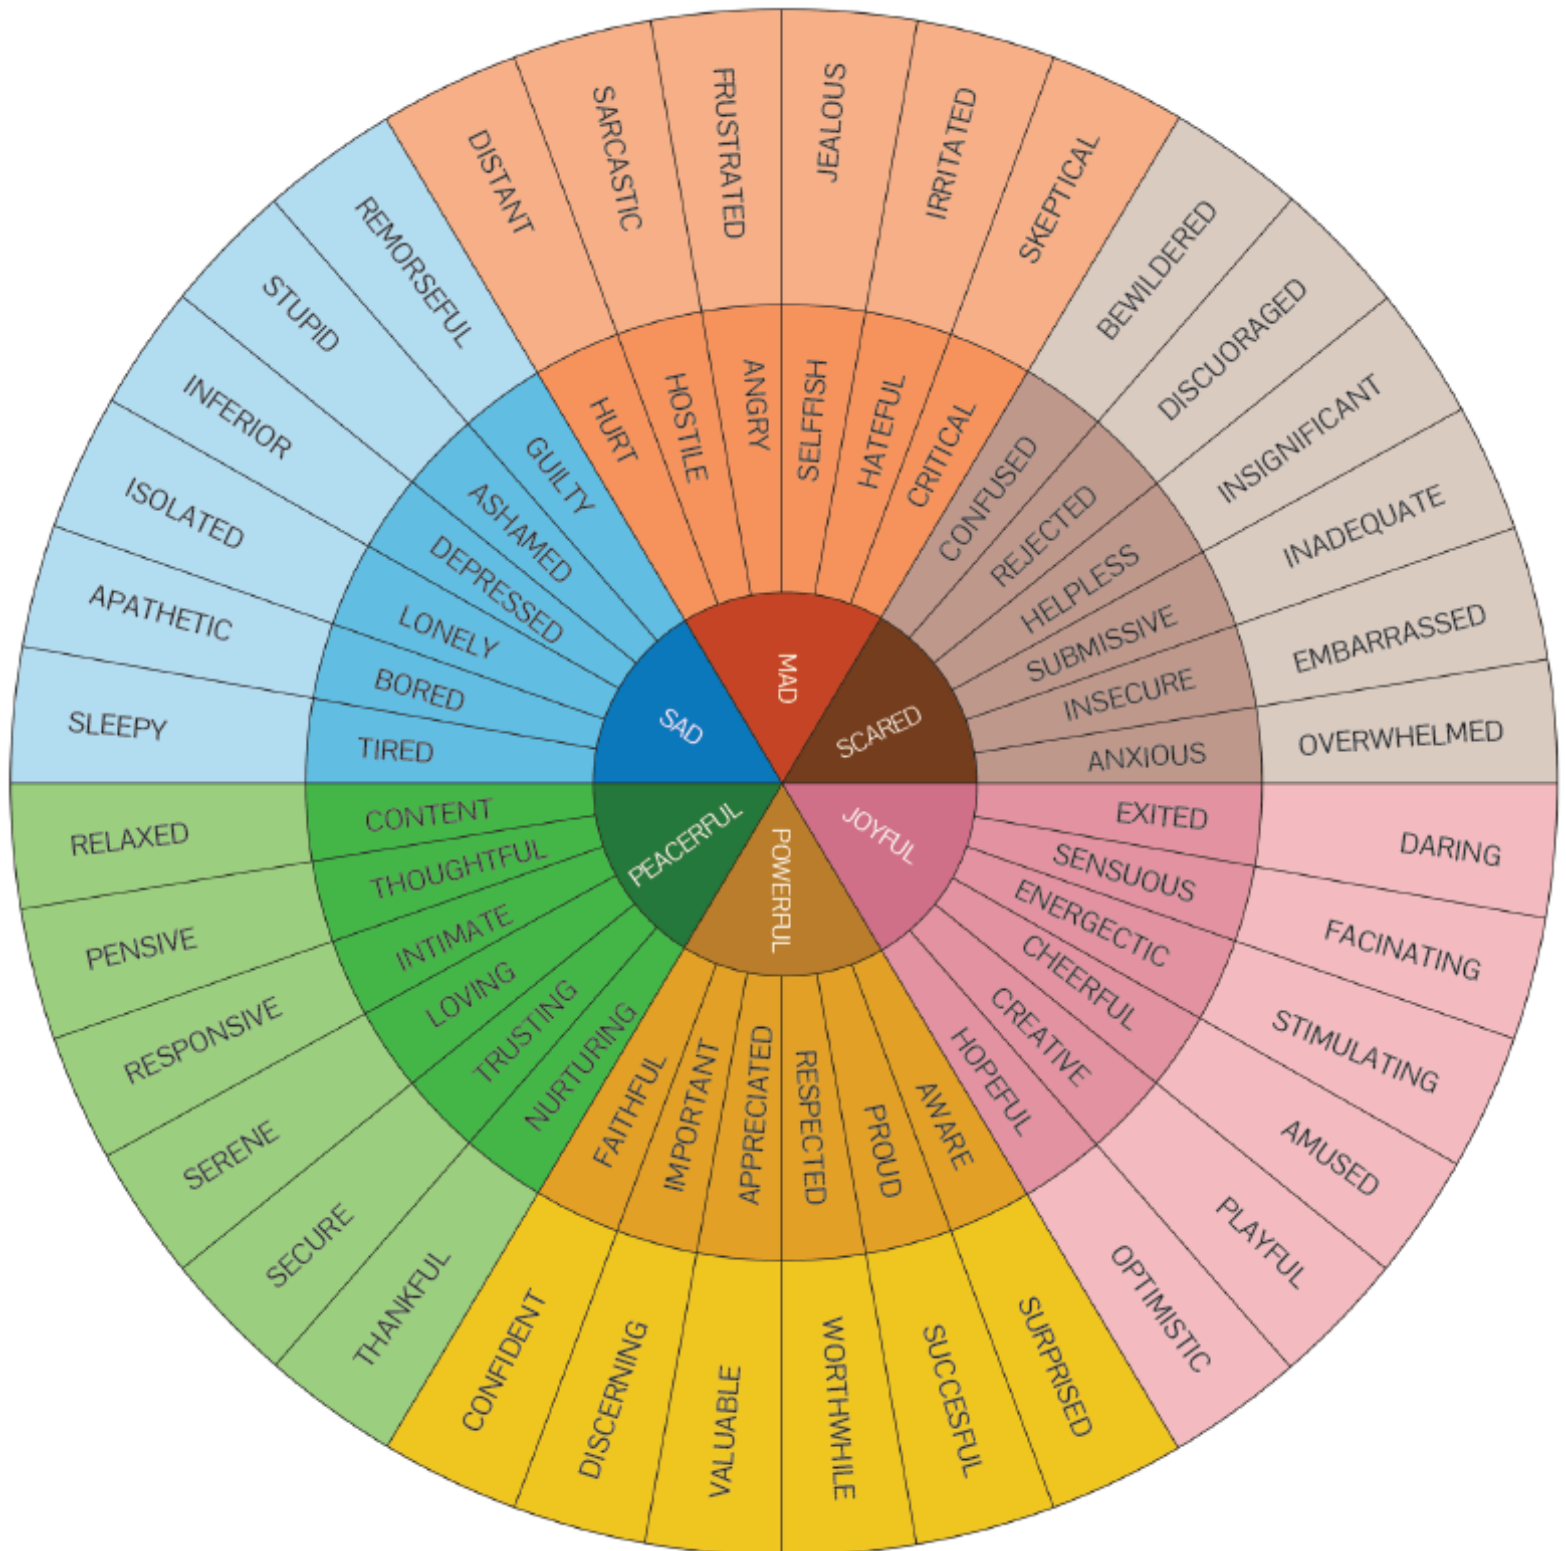 MAD
SCARED
JOYFUL
POWERFUL
PEACERFUL
SAD
HURT
HOSTILE
ANGRY
SELFFISH
HATEFUL
CRITICAL
CONFUSED
REJECTED
HELPLESS
SUBMISSIVE
INSECURE
ANXIOUS
EXITED
SENSUOUS
ENERGECTIC
CHEERFUL
CREATIVE
HOPEFUL
AWARE
PROUD
RESPECTED
APPRECIATED
IMPORTANT
FAITHFUL
NURTURING
TRUSTING
LOVING
INTIMATE
THOUGHTFUL
CONTENT
TIRED
BORED
LONELY
DEPRESSED
ASHAMED
GUILTY
DISTANT
SARCASTIC
FRUSTRATED
JEALOUS
IRRITATED
SKEPTICAL
BEWILDERED
DISCUORAGED
INSIGNIFICANT
INADEQUATE
EMBARRASSED
OVERWHELMED
DARING
FACINATING
STIMULATING
AMUSED
PLAYFUL
OPTIMISTIC
SURPRISED
SUCCESFUL
WORTHWHILE
VALUABLE
DISCERNING
CONFIDENT
THANKFUL
SECURE
SERENE
RESPONSIVE
PENSIVE
RELAXED
SLEEPY
APATHETIC
ISOLATED
INFERIOR
STUPID
REMORSEFUL